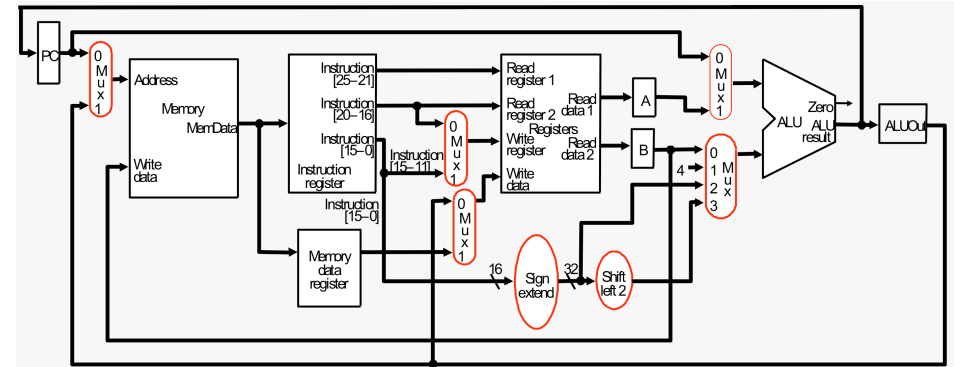 PC
0
M
u
x
1
Address
Memory
MemData
Write
data
Instruction
[25–21]
Instruction
[20–16]
Instruction
[15–0]
Instruction
register
Instruction
[15–11]
Instruction
[15–0]
Memory
data
register
0
M
u
x
1
0
M
u
x
1
Read
register 1
Read
register 2
Write
register
Write
data
Registers
Read
data 1
Read
data 2
16
Sign
extend
32
Shift
left 2
A
B
4
0
M
u
x
1
0
1
2
3
M
u
x
Zero
ALU
ALU
result
ALUOut